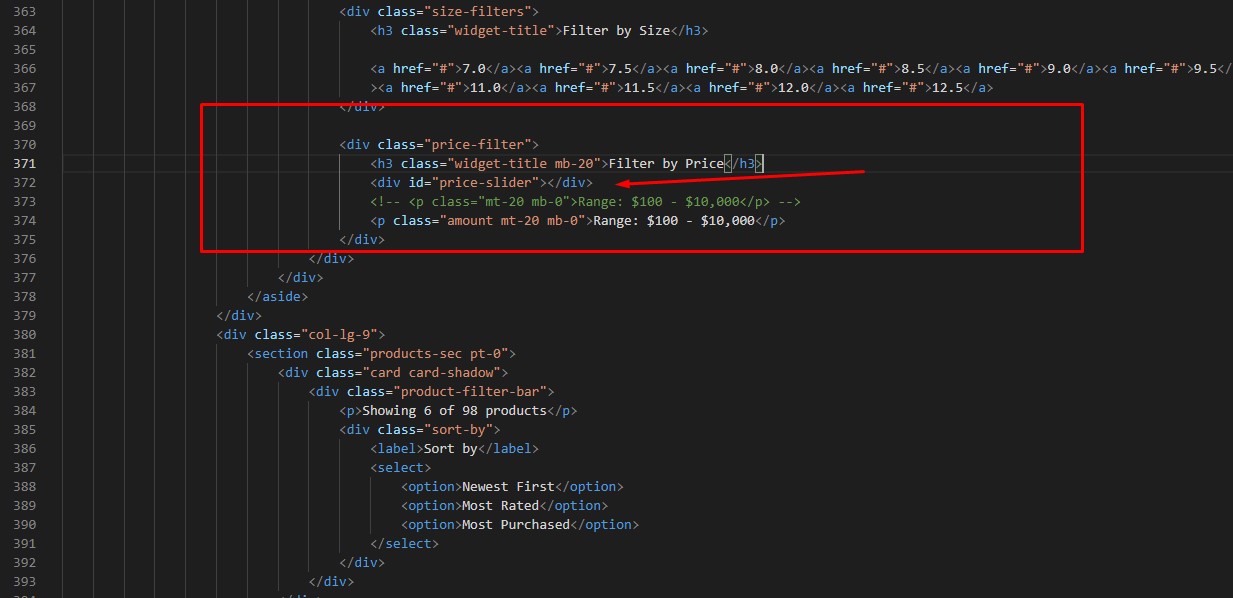 363 <div class="size-filters">
364 <h3 class="widget-title">Filter by Size</h3>
365
366 <a href="#">7.0</a><a href="#">7.5</a><a href="#">8.0</a><a href="#">8.5</a><a href="#">9.0</a><a href="#">9.5</
367 ><a href="#">11.0</a><a href="#">11.5</a><a href="#">12.0</a><a href="#">12.5</a>
368 </div>
369
370 <div class="price-filter">
371 <h3 class="widget-title mb-20">Filter by Price</h3>
372 <div id="price-slider"></div>
373 <!-- <p class="mt-20 mb-0">Range: $100 - $10,000</p> -->
374 <p class="amount mt-20 mb-0">Range: $100 - $10,000</p>
375 </div>
376 </div>
377 </div>
378 </aside>
379 </div>
380 <div class="col-lg-9">
381 <section class="products-sec pt-0">
382 <div class="card card-shadow">
383 <div class="product-filter-bar">
384 <p>Showing 6 of 98 products</p>
385 <div class="sort-by">
386 <label>Sort by</label>
387 <select>
388 <option>Newest First</option>
389 <option>Most Rated</option>
390 <option>Most Purchased</option>
391 </select>
392 </div>
393 </div>